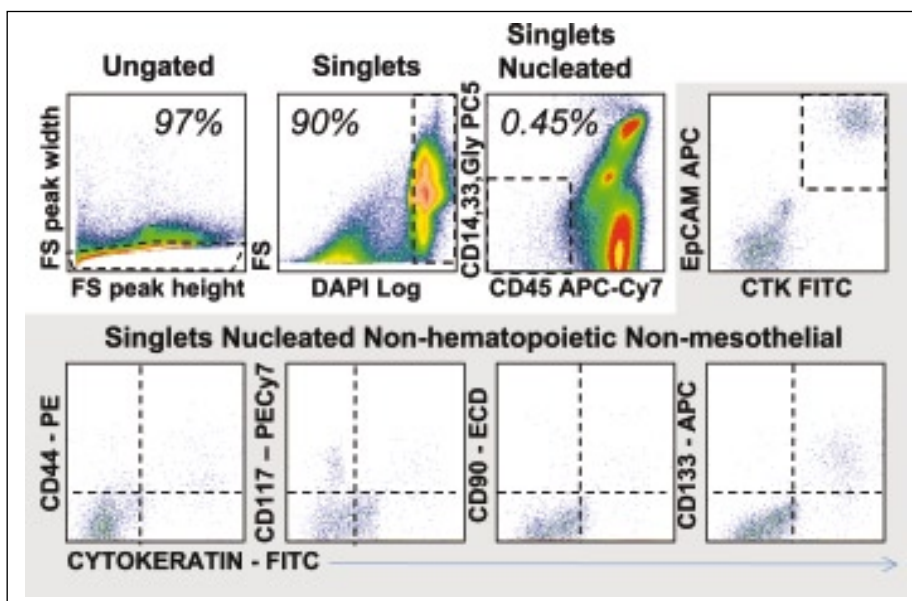 Ungated
Singlets
Singlets
Nucleated
97%
90%
0.45%
FS peak width
FS peak height
FS
DAPI Log
CD14,33,Gly PC5
CD45 APC-Cy7
EpCAM APC
CTK FITC
Singlets Nucleated Non-hematopoietic Non-mesothelial
CD44 - PE
CD117 – PECy7
CD90 - ECD
CD133 - APC
CYTOKERATIN - FITC